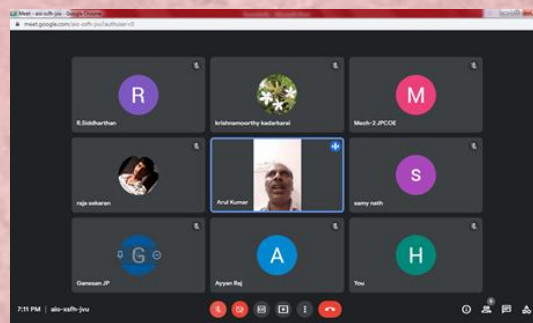 Meet - aio-xsfh-jvu - Google Chrome
meet.google.com/aio-xsfh-jvu?authuser=0
R
R.Siddharthan
krishnamoorthy kadarkarai
M
Mech-2 JPCOE
raja sekaran
Arul Kumar
S
samy nath
G
Ganesan JP
A
Ayyan Raj
H
You
7:11 PM | aio-xsfh-jvu
9